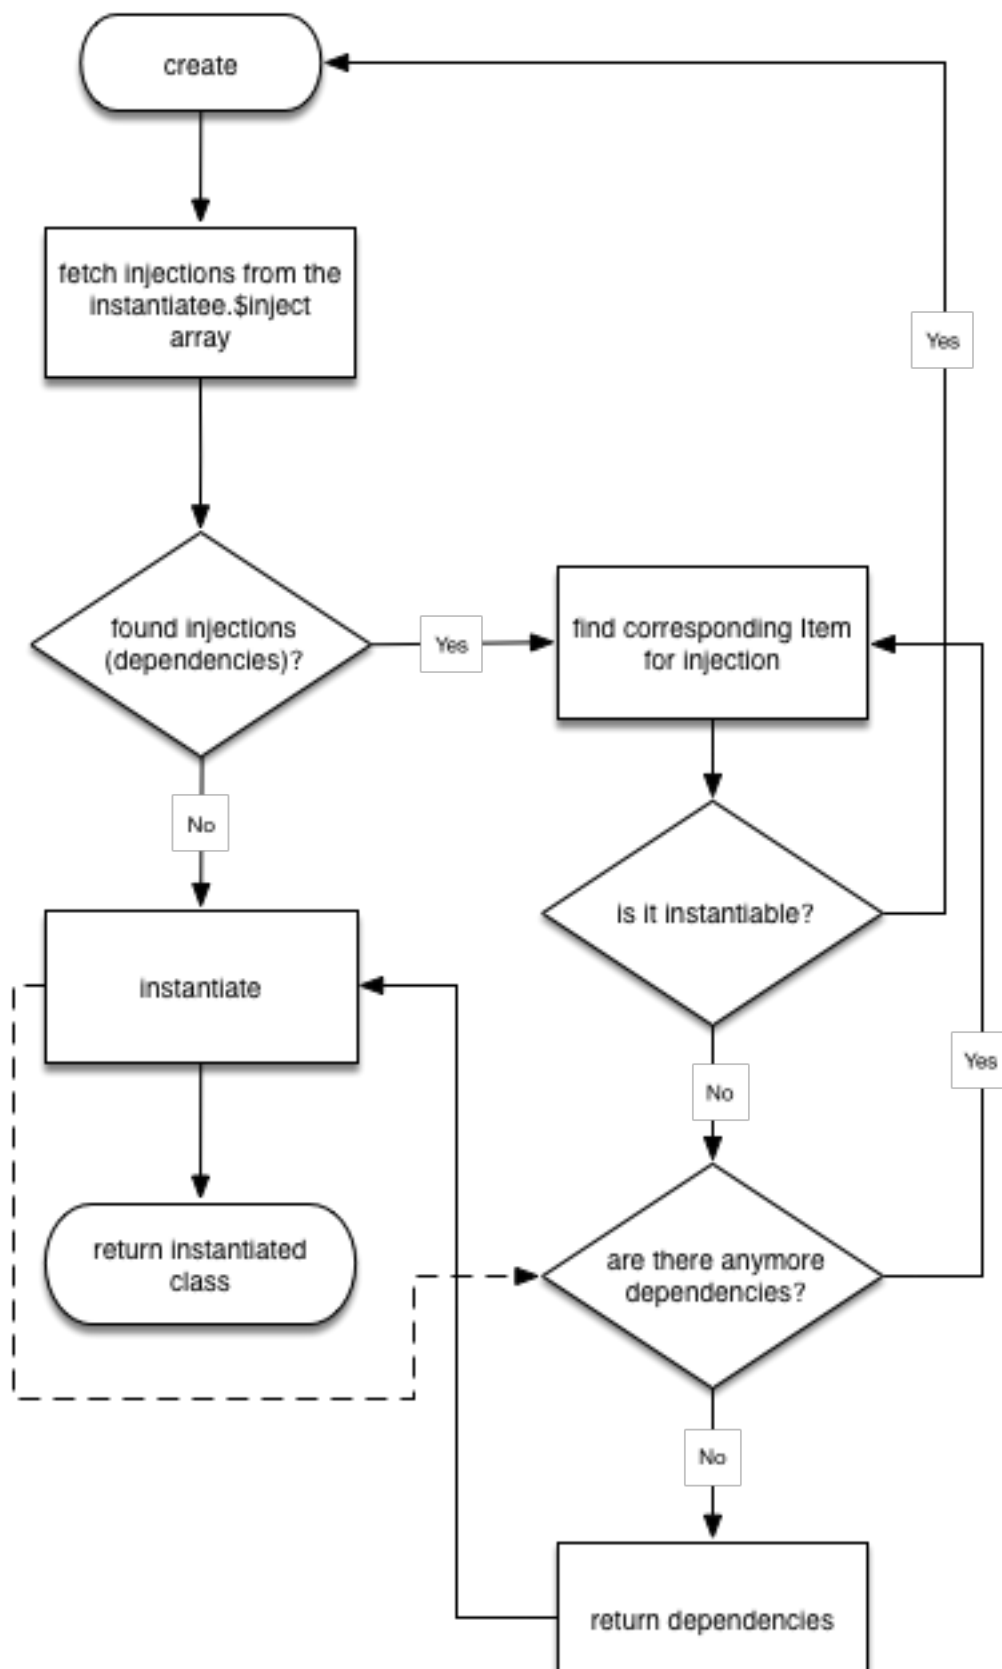 create
fetch injections from the
instantiatee.$inject
array
Yes
found injections
(dependencies)?
Yes
find corresponding Item
for injection
No
is it instantiable?
instantiate
Yes
No
return instantiated
class
are there anymore
dependencies?
No
return dependencies